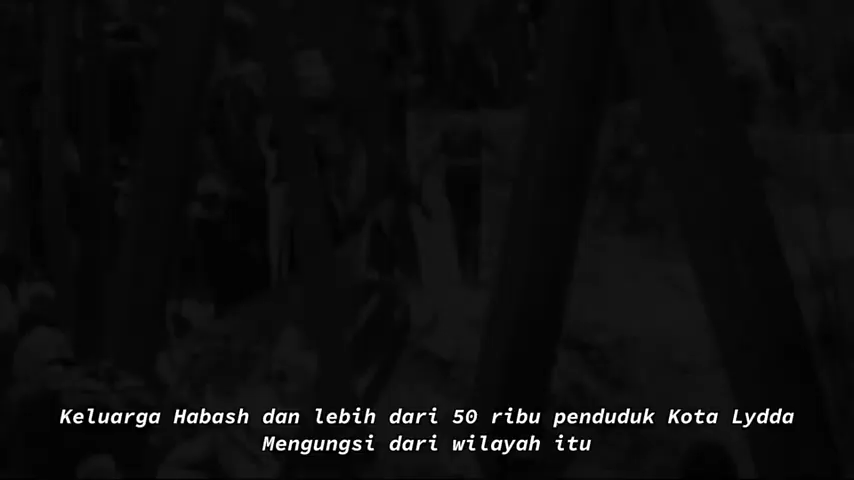 Keluarga Habash dan lebih dari 50 ribu penduduk Kota Lydda
Mengungsi dari wilayah itu